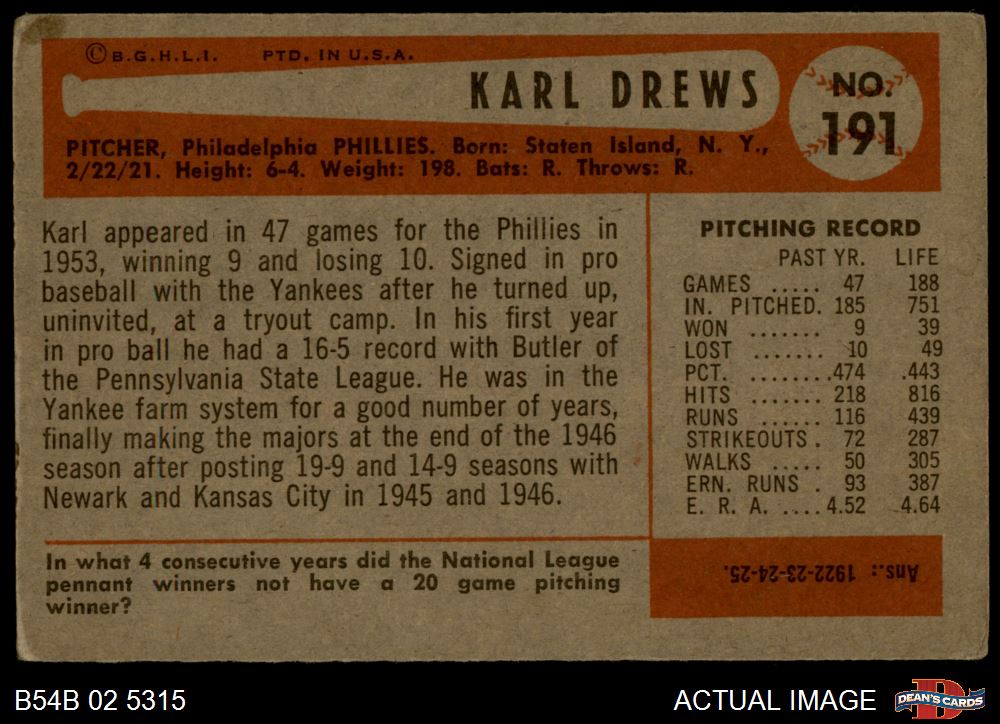 © B.G.H.L.I. PTD. IN U.S.A.
KARL DREWS
NO.
191
PITCHER, Philadelphia PHILLIES. Born: Staten Island, N. Y.,
2/22/21. Height: 6-4. Weight: 198. Bats: R. Throws: R.
Karl appeared in 47 games for the Phillies in
1953, winning 9 and losing 10. Signed in pro
baseball with the Yankees after he turned up,
uninvited, at a tryout camp. In his first year
in pro ball he had a 16-5 record with Butler of
the Pennsylvania State League. He was in the
Yankee farm system for a good number of years,
finally making the majors at the end of the 1946
season after posting 19-9 and 14-9 seasons with
Newark and Kansas City in 1945 and 1946.
PITCHING RECORD
PAST YR. LIFE
GAMES ..... 47 188
IN. PITCHED. 185 751
WON ....... 9 39
LOST ....... 10 49
PCT. ........474 .443
HITS ....... 218 816
RUNS ...... 116 439
STRIKEOUTS . 72 287
WALKS ..... 50 305
ERN. RUNS . 93 387
E. R. A. ....4.52 4.64
In what 4 consecutive years did the National League
pennant winners not have a 20 game pitching
winner?
Ans.: 1922-23-24-25.
B54B 02 5315
ACTUAL IMAGE
D
DEAN'S CARDS